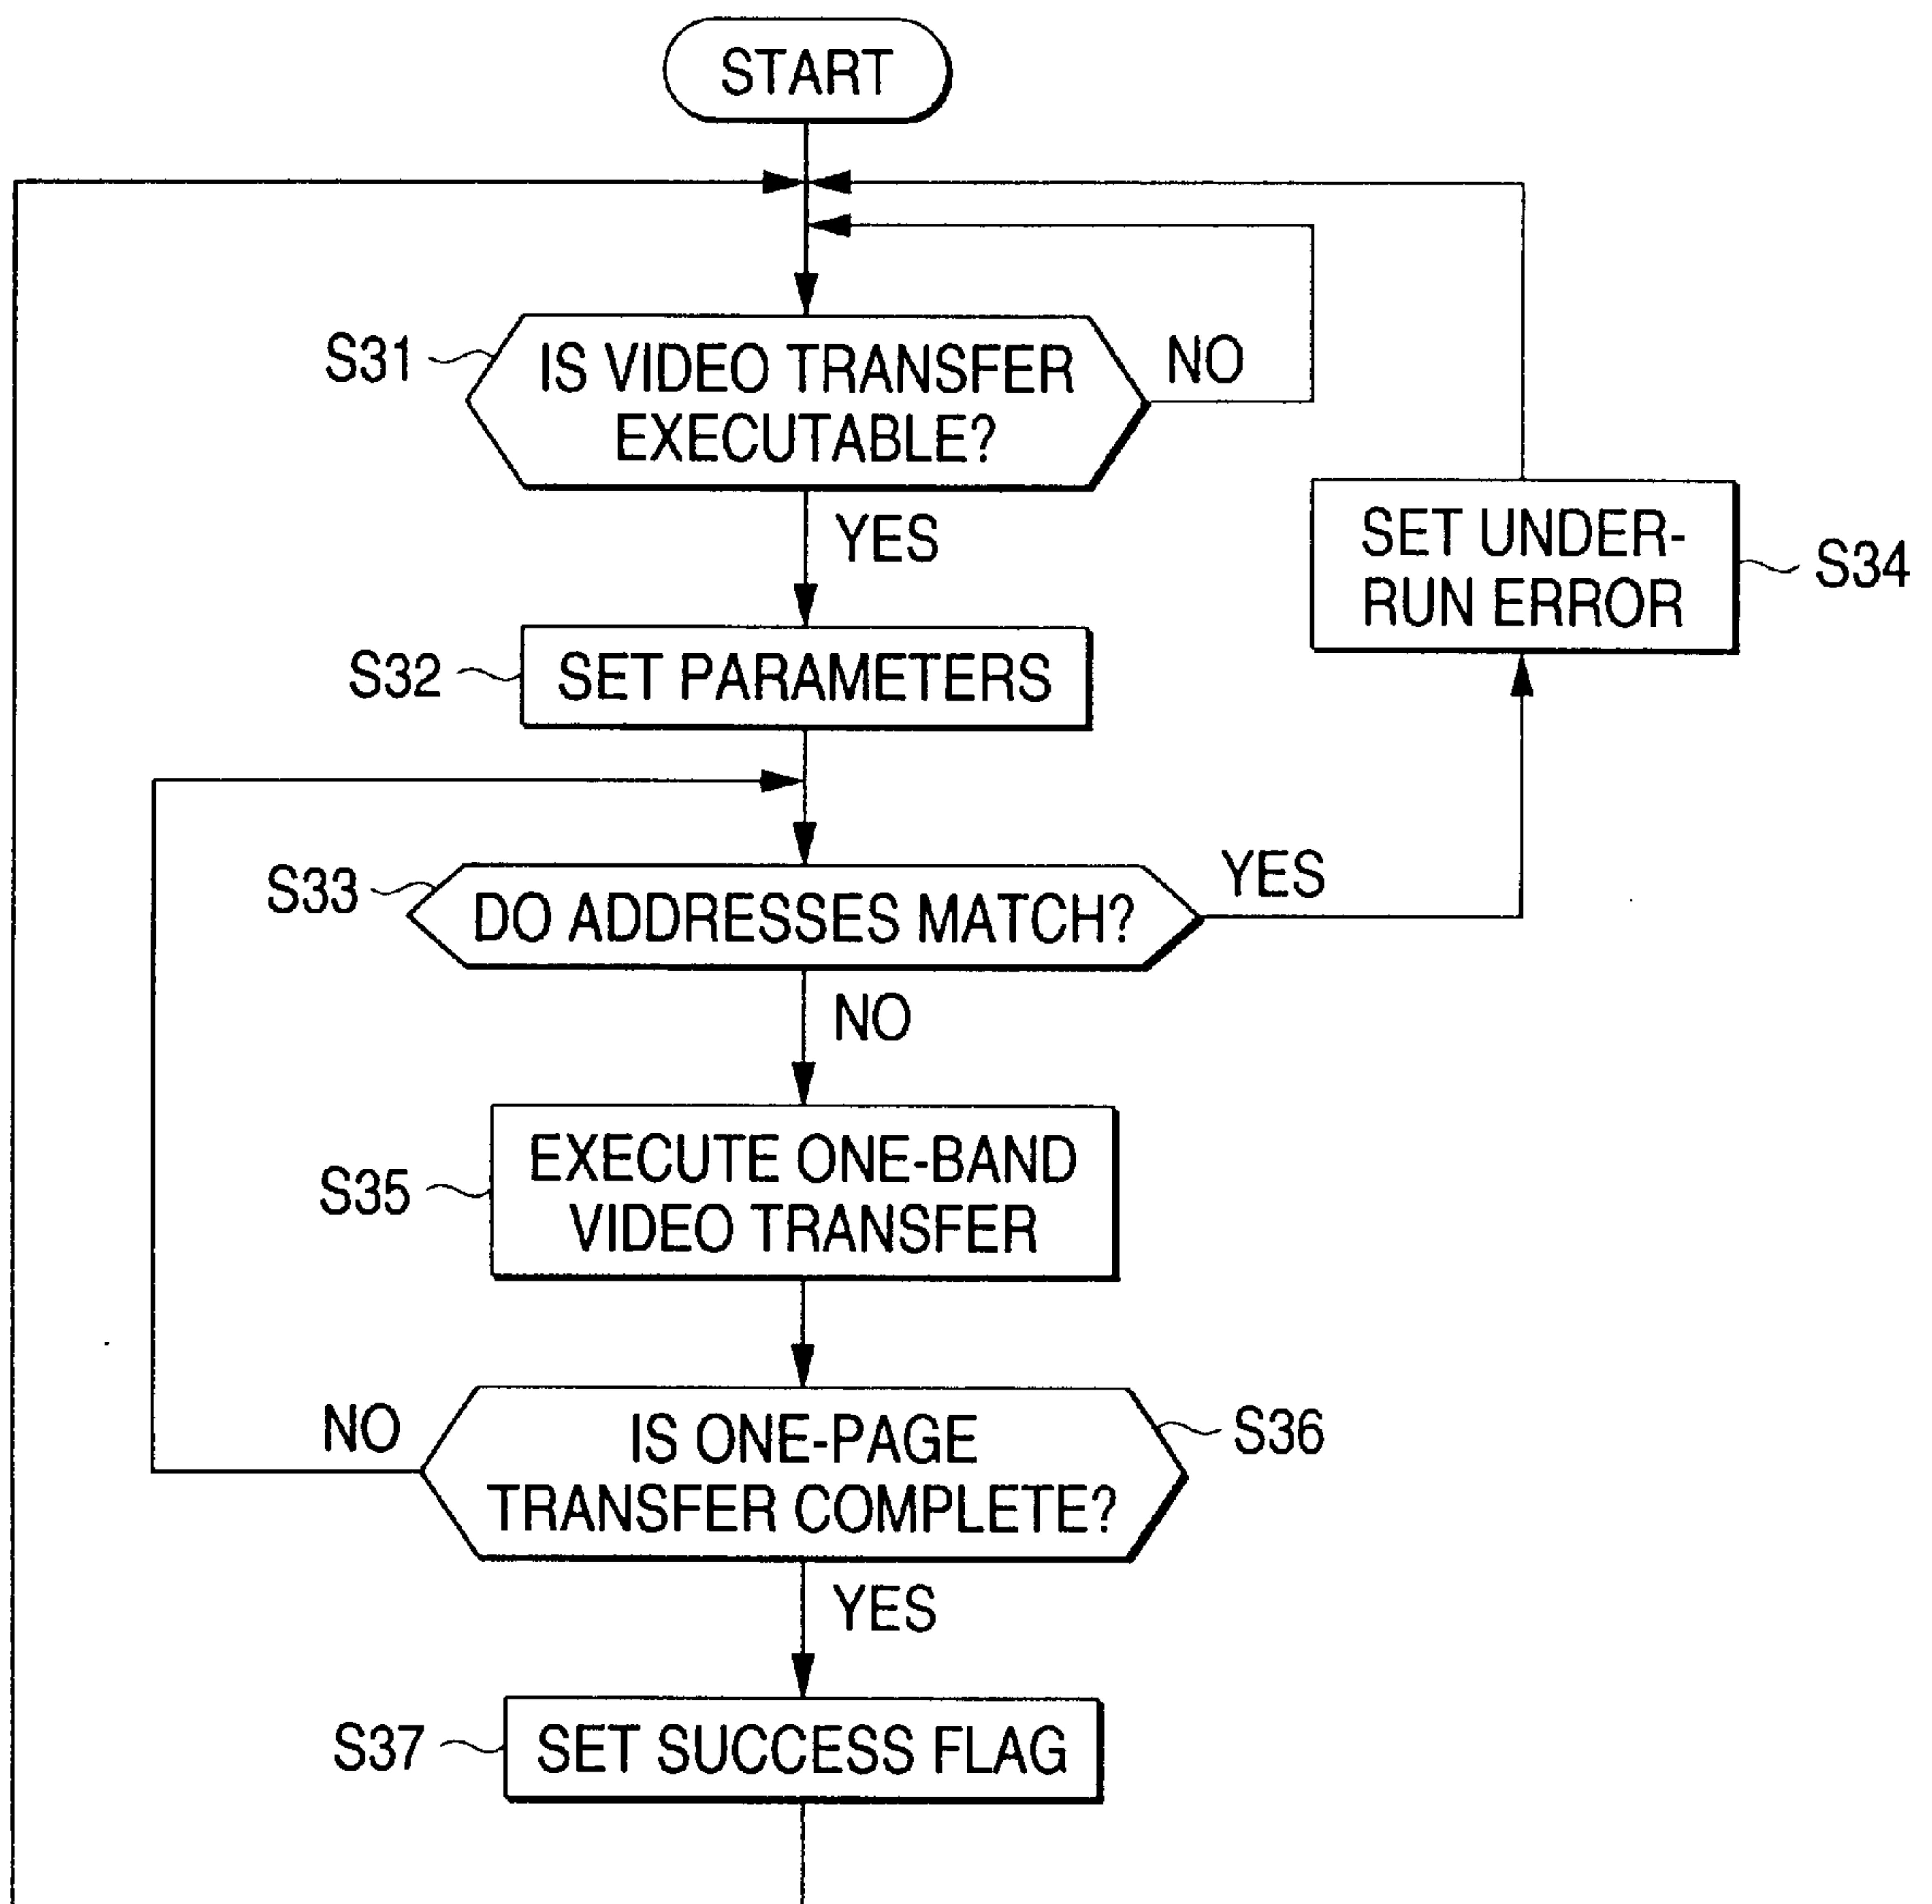 START
S31
IS VIDEO TRANSFER
EXECUTABLE?
NO
YES
SET UNDER-
RUN ERROR
S34
S32
SET PARAMETERS
S33
DO ADDRESSES MATCH?
YES
NO
S35
EXECUTE ONE-BAND
VIDEO TRANSFER
NO
IS ONE-PAGE
TRANSFER COMPLETE?
S36
YES
S37
SET SUCCESS FLAG